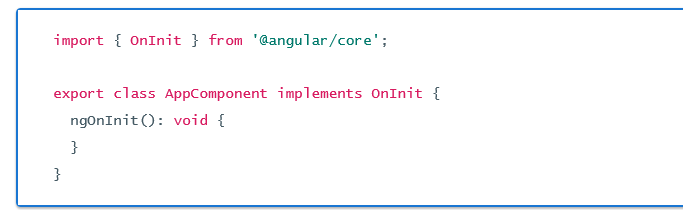 import { OnInit } from '@angular/core';
export class AppComponent implements OnInit {
ngOnInit(): void {
}
}